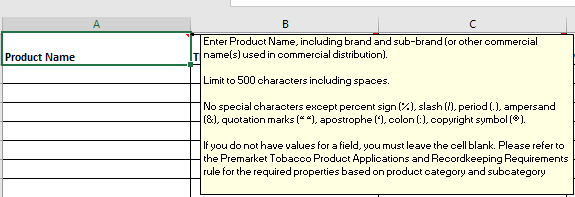 A B C
Enter Product Name, including brand and sub-brand (or other commercial
Product Name T name(s) used in commercial distribution).
Limit to 500 characters including spaces.
No special characters except percent sign (%), slash (/), period (.), ampersand
(&), quotation marks (“ “), apostrophe (‘), colon (:), copyright symbol (®).
If you do not have values for a field, you must leave the cell blank. Please refer to
the Premarket Tobacco Product Applications and Recordkeeping Requirements
rule for the required properties based on product category and subcategory